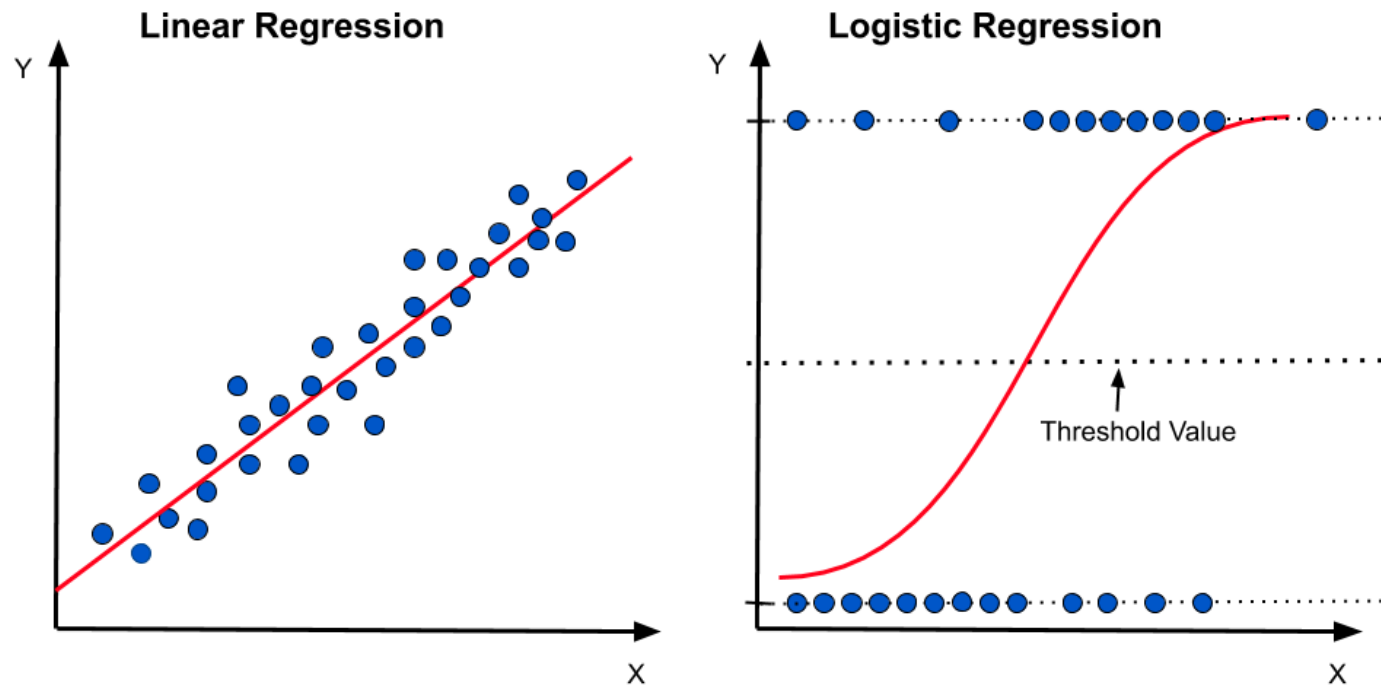 Linear Regression
Y
X
Logistic Regression
Y
Threshold Value
X